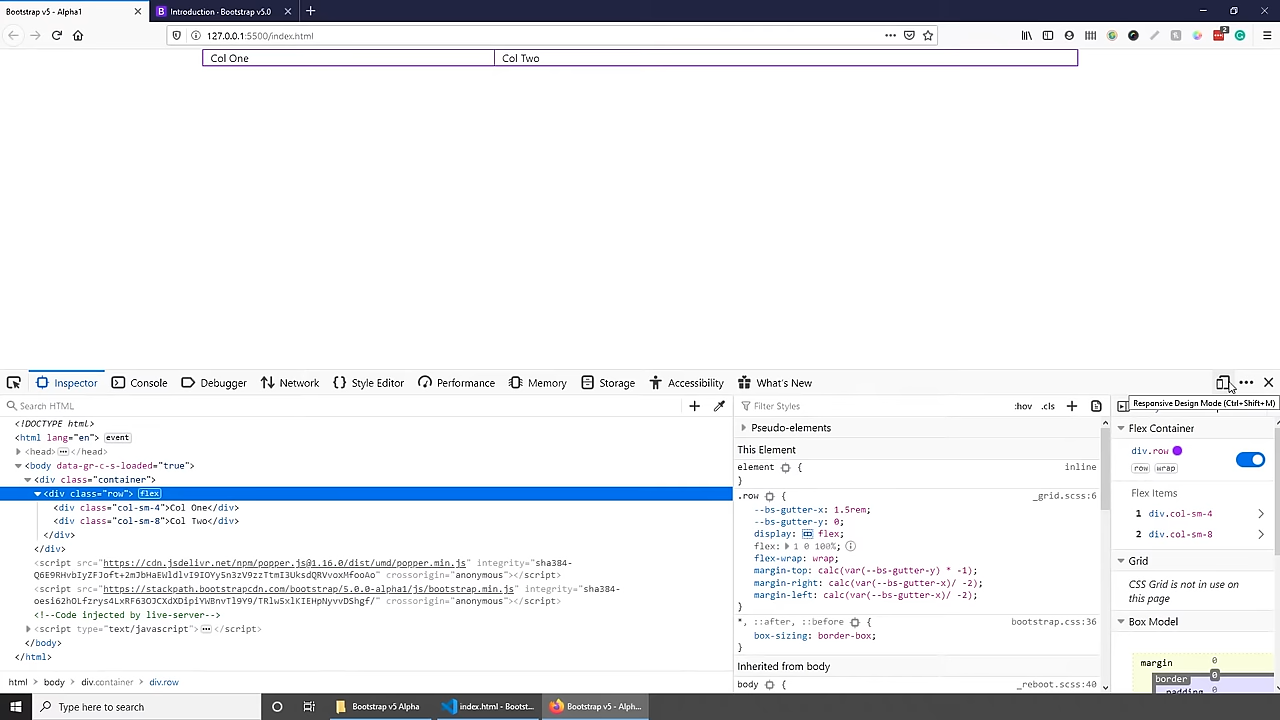 Bootstrap v5 - Alpha1
Introduction · Bootstrap v5.0
127.0.0.1:5500/index.html
2
Col One
Col Two
Inspector
Console
Debugger
Network
Style Editor
Performance
Memory
Storage
Accessibility
What's New
Responsive Design Mode (Ctrl+Shift+M)
Search HTML
<!DOCTYPE html>
<html lang="en"> event
<head> ••• </head>
<body data-gr-c-s-loaded="true">
<div class="container">
<div class="row"> flex
<div class="col-sm-4">Col One</div>
<div class="col-sm-8">Col Two</div>
</div>
</div>
<script src="https://cdn.jsdelivr.net/npm/popper.js@1.16.0/dist/umd/popper.min.js" integrity="sha384-
crossorigin="anonymous"></script>
<script src="https://stackpath.bootstrapcdn.com/bootstrap/5.0.0-alpha1/js/bootstrap.min.js" integrity="sha384-
crossorigin="anonymous"></script>
<!--Code injected by live-server-->
<script type="text/javascript"> ••• </script>
</body>
</html>
html > body > div.container > div.row
Filter Styles
:hov .cls
Pseudo-elements
This Element
element { inline
}
.row { _grid.scss:6
--bs-gutter-x: 1.5rem;
--bs-gutter-y: 0;
display: flex;
flex: 1 0 100%;
flex-wrap: wrap;
margin-top: calc(var(--bs-gutter-y) * -1);
margin-right: calc(var(--bs-gutter-x)/ -2);
margin-left: calc(var(--bs-gutter-x)/ -2);
}
*, ::after, ::before { bootstrap.css:36
box-sizing: border-box;
}
Inherited from body
body { _reboot.scss:40
Flex Container
div.row
row wrap
Flex Items
1 div.col-sm-4
2 div.col-sm-8
Grid
CSS Grid is not in use on
this page
Box Model
margin 0
border 0
padding 0
Type here to search
Bootstrap v5 Alpha
index.html - Bootst...
Bootstrap v5 - Alph...